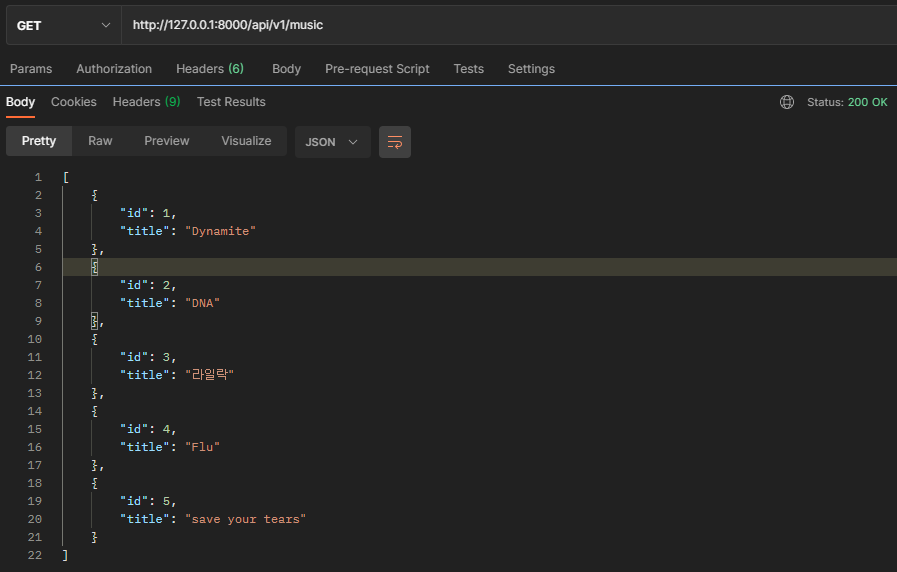 GET http://127.0.0.1:8000/api/v1/music
Params Authorization Headers (6) Body Pre-request Script Tests Settings
Body Cookies Headers (9) Test Results Status: 200 OK
Pretty Raw Preview Visualize JSON
1 [
2 {
3 "id": 1,
4 "title": "Dynamite"
5 },
6 {
7 "id": 2,
8 "title": "DNA"
9 },
10 {
11 "id": 3,
12 "title": "라일락"
13 },
14 {
15 "id": 4,
16 "title": "Flu"
17 },
18 {
19 "id": 5,
20 "title": "save your tears"
21 }
22 ]